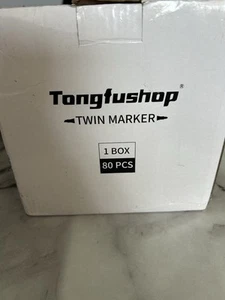 Tongfushop®
TWIN MARKER
1 BOX
80 PCS